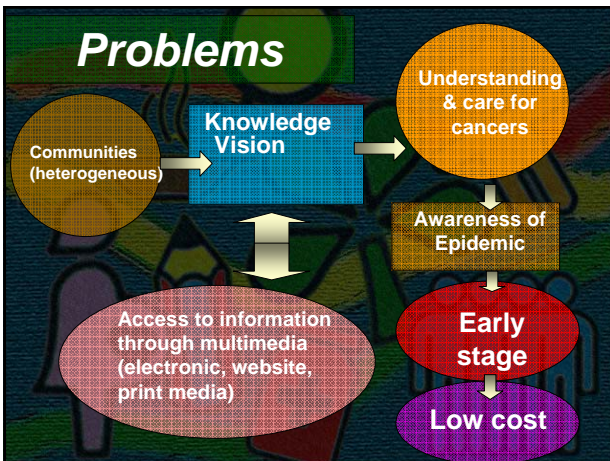 Problems
Communities
(heterogeneous)
Knowledge
Vision
Understanding
& care for
cancers
Awareness of
Epidemic
Access to information
through multimedia
(electronic, website,
print media)
Early
stage
Low cost